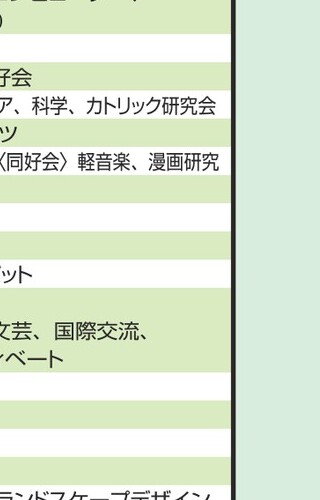 ）
好会
ア、科学、カトリック研究会
ツ
〈同好会〉軽音楽、漫画研究
ット
文芸、国際交流、
ベート
ランドスケープデザイン